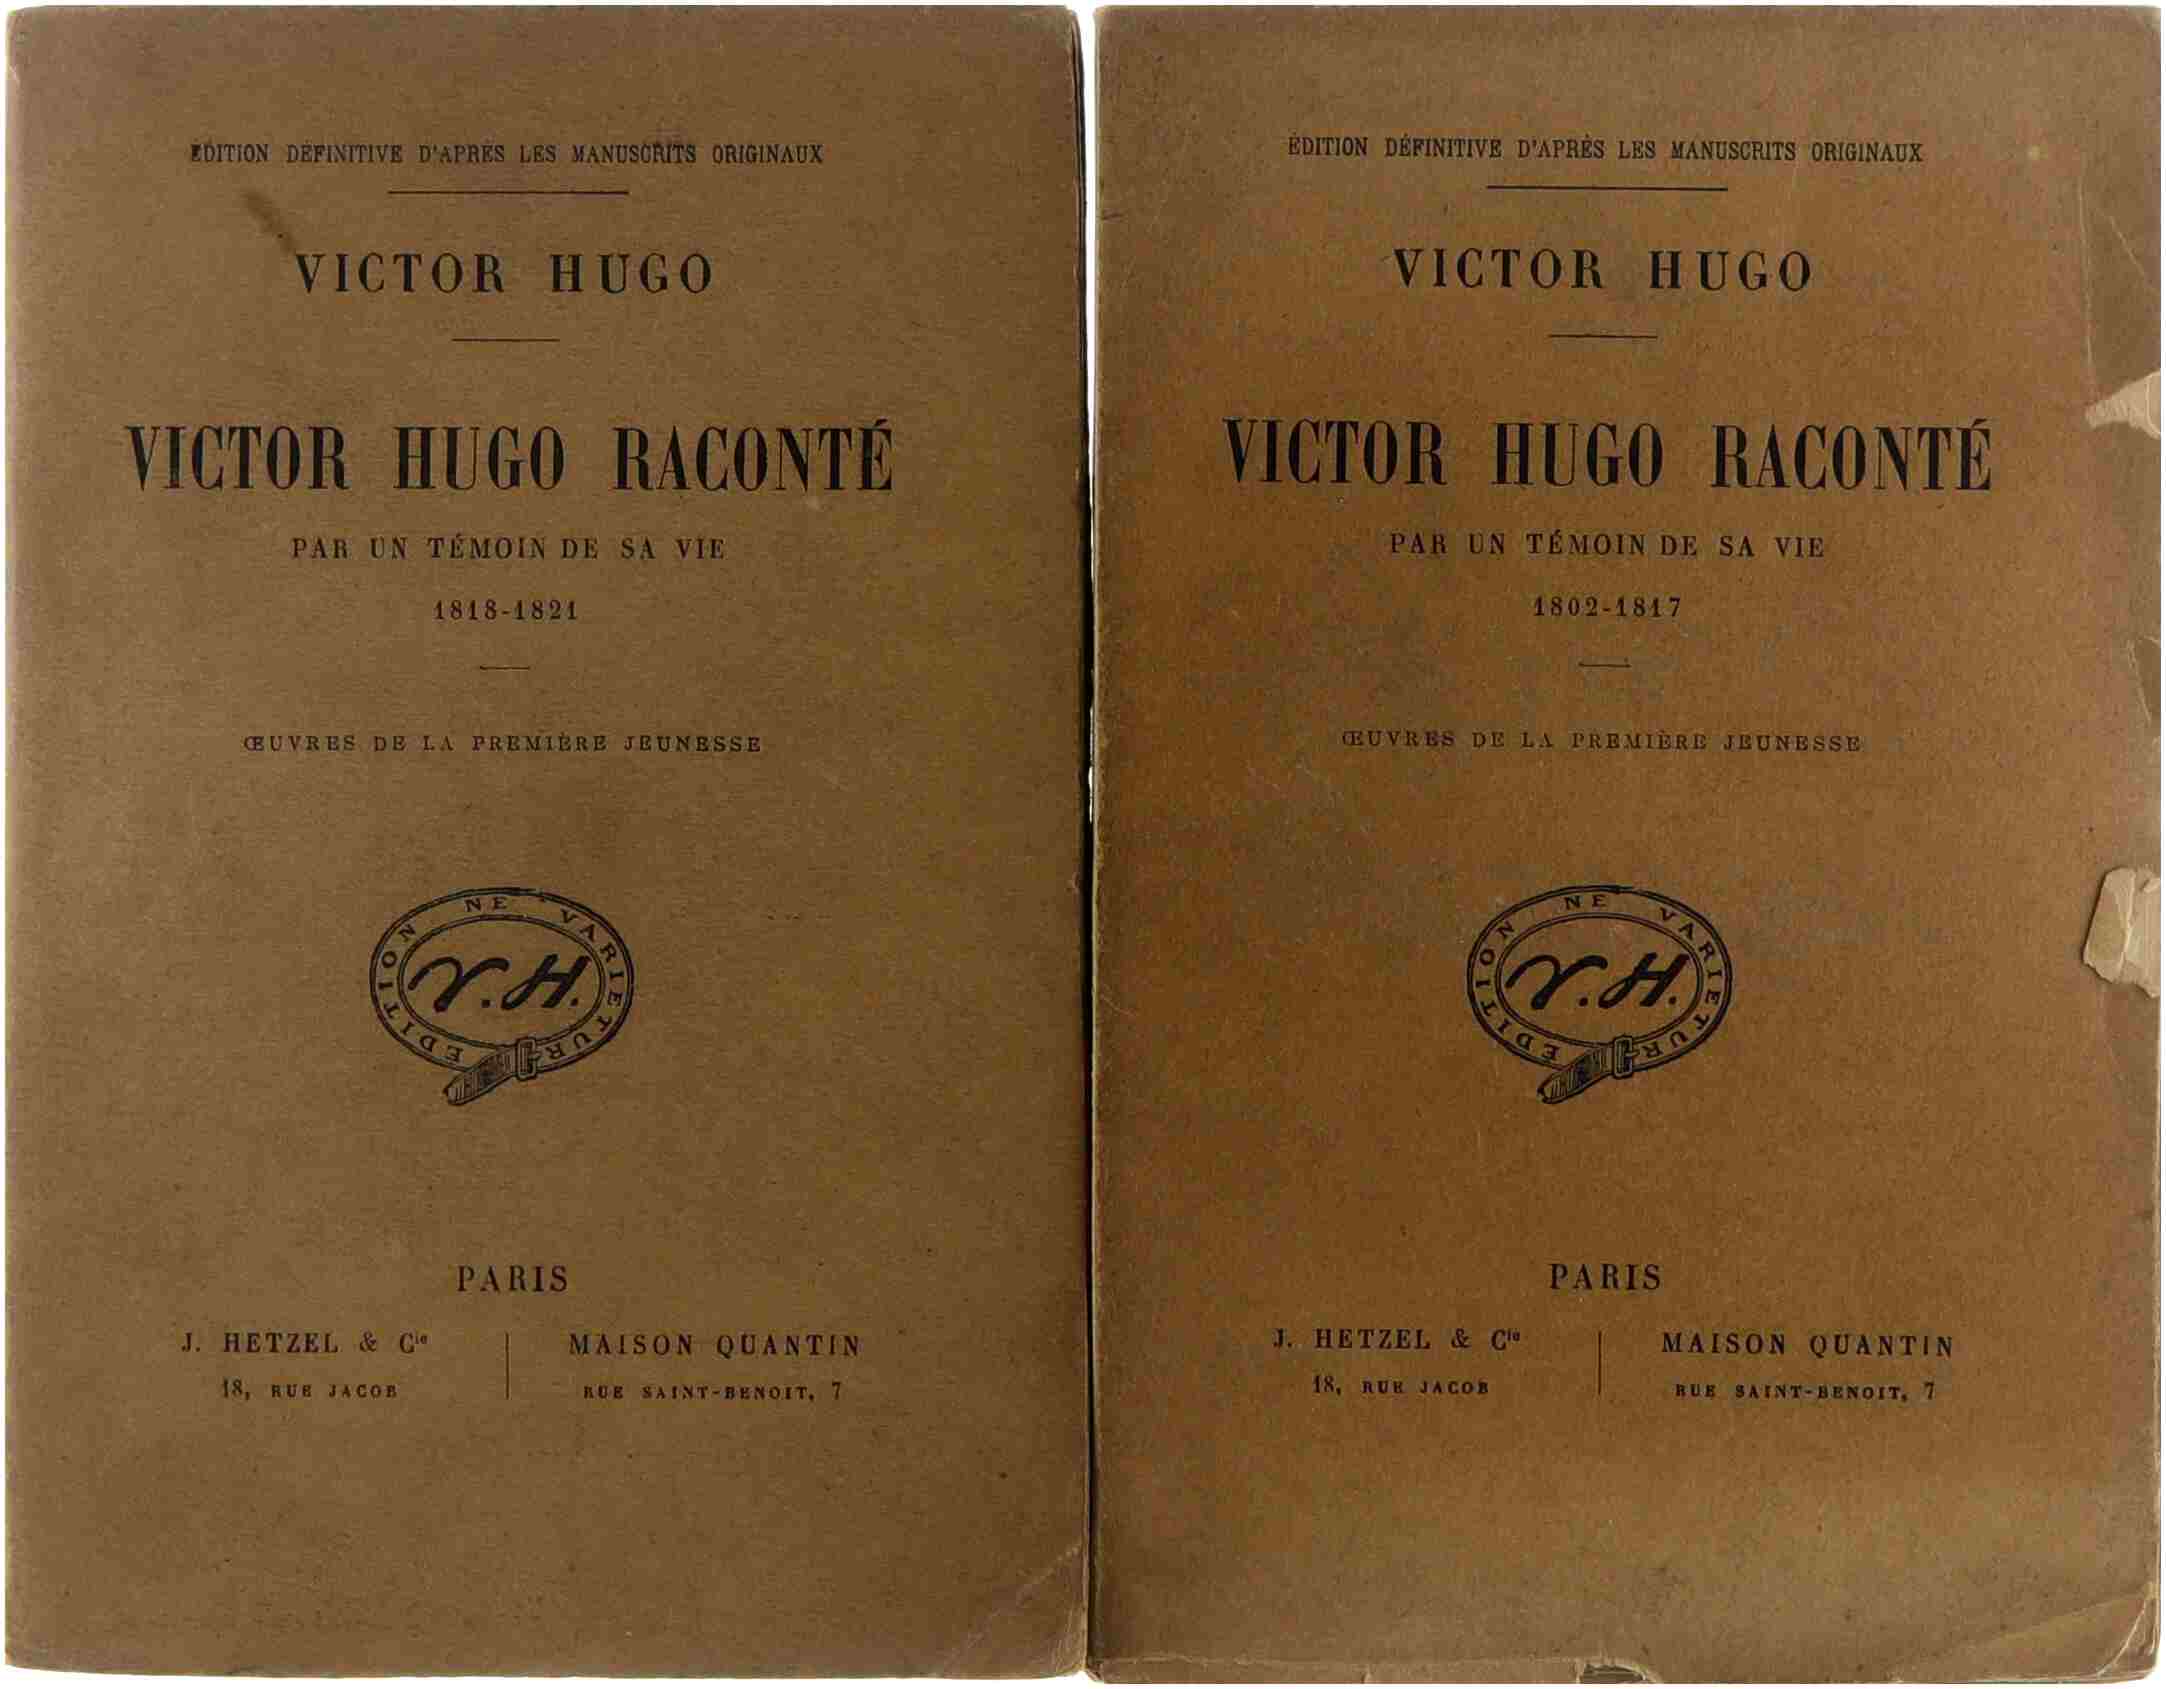 ÉDITION DÉFINITIVE D'APRÈS LES MANUSCRITS ORIGINAUX
VICTOR HUGO
VICTOR HUGO RACONTÉ
PAR UN TÉMOIN DE SA VIE
1818-1821
ŒUVRES DE LA PREMIÈRE JEUNESSE
EDITION NE VARIETUR
V.H.
PARIS
J. HETZEL & Cie
18, RUE JACOB
MAISON QUANTIN
RUE SAINT-BENOIT, 7
ÉDITION DÉFINITIVE D'APRÈS LES MANUSCRITS ORIGINAUX
VICTOR HUGO
VICTOR HUGO RACONTÉ
PAR UN TÉMOIN DE SA VIE
1802-1817
ŒUVRES DE LA PREMIÈRE JEUNESSE
EDITION NE VARIETUR
V.H.
PARIS
J. HETZEL & Cie
18, RUE JACOB
MAISON QUANTIN
RUE SAINT-BENOIT, 7